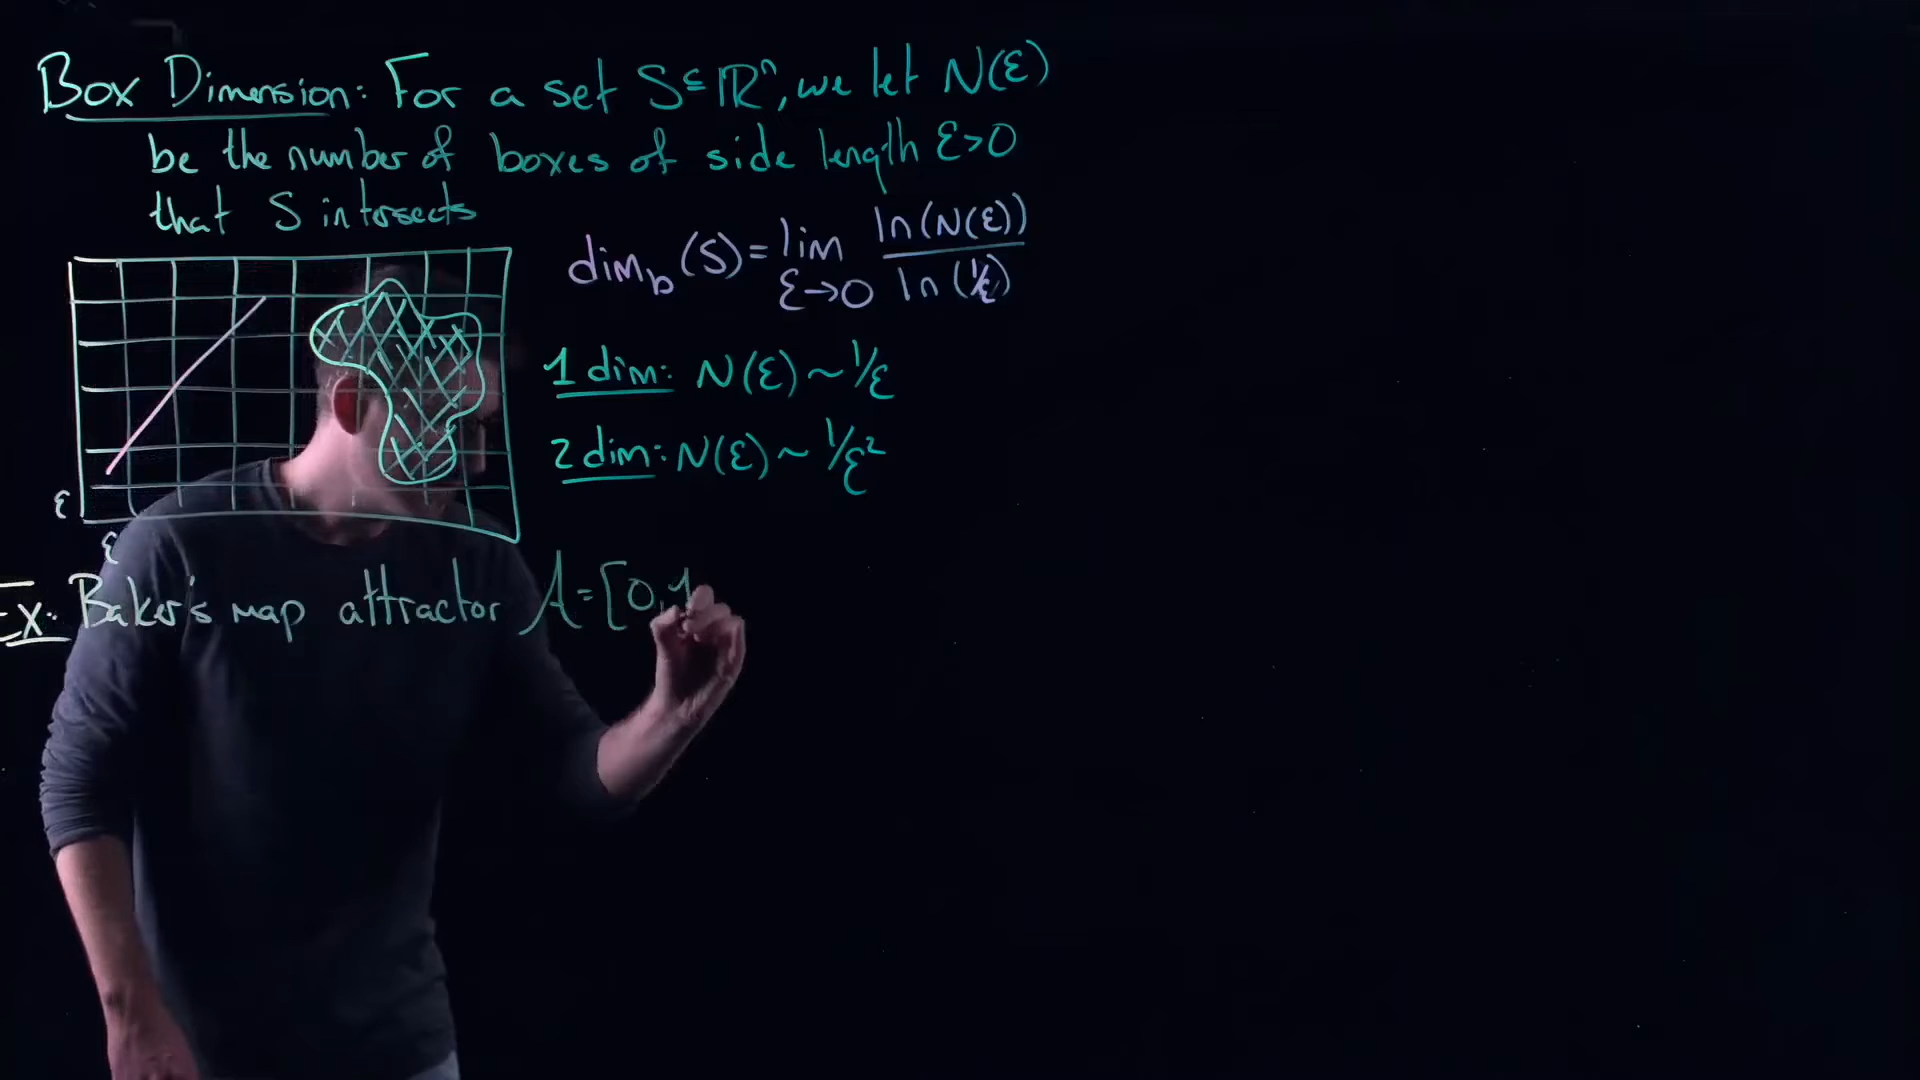 Box Dimension: For a set S ⊆ ℝⁿ, we let N(ε)
be the number of boxes of side length ε>0
that S intersects
dim_b(S) = lim_{ε→0} ln(N(ε)) / ln(1/ε)
1 dim: N(ε) ~ 1/ε
2 dim: N(ε) ~ 1/ε²
ε
ε
Ex: Baker's map attractor A = [0,1